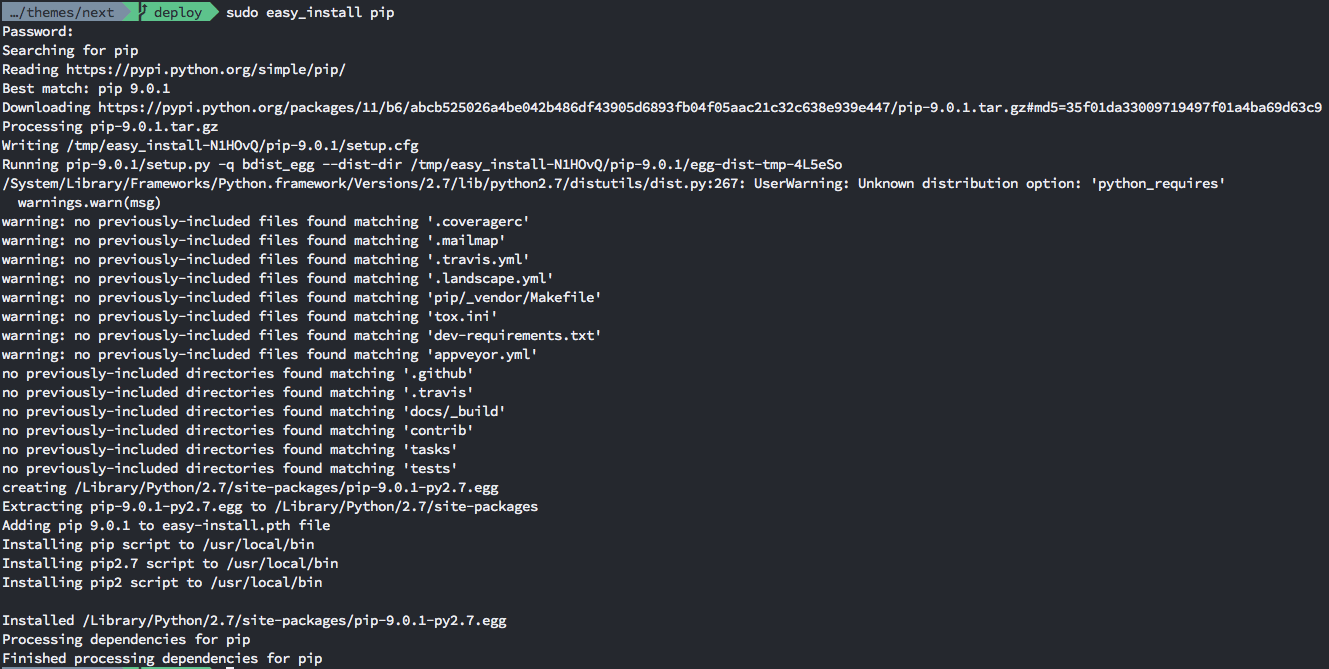 …/themes/next deploy sudo easy_install pip
Password:
Searching for pip
Reading https://pypi.python.org/simple/pip/
Best match: pip 9.0.1
Downloading https://pypi.python.org/packages/11/b6/abcb525026a4be042b486df43905d6893fb04f05aac21c32c638e939e447/pip-9.0.1.tar.gz#md5=35f01da33009719497f01a4ba69d63c9
Processing pip-9.0.1.tar.gz
Writing /tmp/easy_install-N1HOvQ/pip-9.0.1/setup.cfg
Running pip-9.0.1/setup.py -q bdist_egg --dist-dir /tmp/easy_install-N1HOvQ/pip-9.0.1/egg-dist-tmp-4L5eSo
/System/Library/Frameworks/Python.framework/Versions/2.7/lib/python2.7/distutils/dist.py:267: UserWarning: Unknown distribution option: 'python_requires'
  warnings.warn(msg)
warning: no previously-included files found matching '.coveragerc'
warning: no previously-included files found matching '.mailmap'
warning: no previously-included files found matching '.travis.yml'
warning: no previously-included files found matching '.landscape.yml'
warning: no previously-included files found matching 'pip/_vendor/Makefile'
warning: no previously-included files found matching 'tox.ini'
warning: no previously-included files found matching 'dev-requirements.txt'
warning: no previously-included files found matching 'appveyor.yml'
no previously-included directories found matching '.github'
no previously-included directories found matching '.travis'
no previously-included directories found matching 'docs/_build'
no previously-included directories found matching 'contrib'
no previously-included directories found matching 'tasks'
no previously-included directories found matching 'tests'
creating /Library/Python/2.7/site-packages/pip-9.0.1-py2.7.egg
Extracting pip-9.0.1-py2.7.egg to /Library/Python/2.7/site-packages
Adding pip 9.0.1 to easy-install.pth file
Installing pip script to /usr/local/bin
Installing pip2.7 script to /usr/local/bin
Installing pip2 script to /usr/local/bin

Installed /Library/Python/2.7/site-packages/pip-9.0.1-py2.7.egg
Processing dependencies for pip
Finished processing dependencies for pip